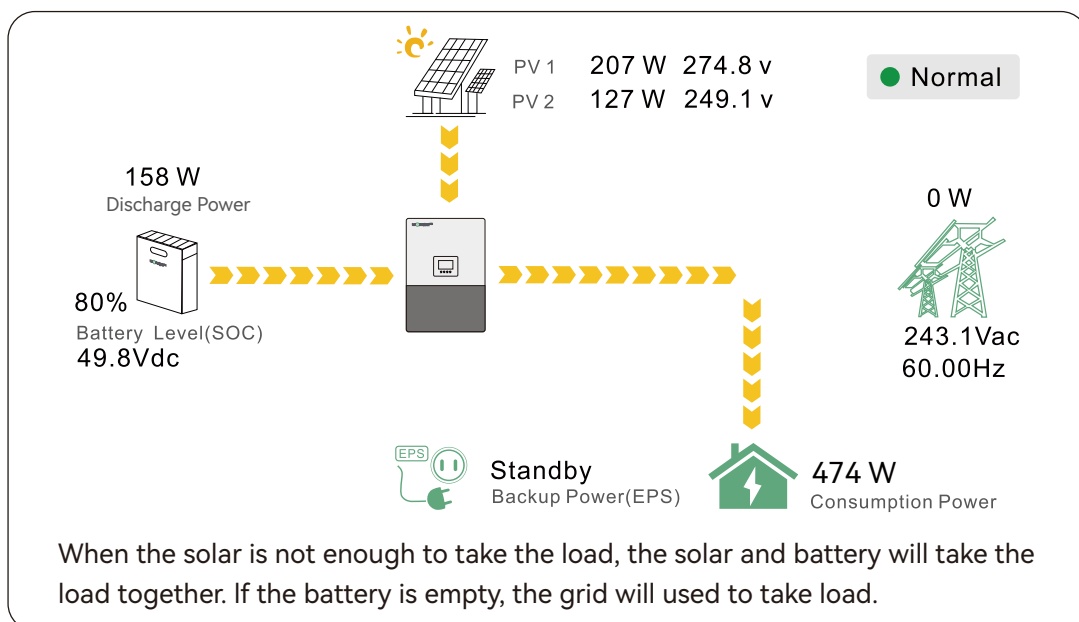 PV 1 207 W 274.8 v
PV 2 127 W 249.1 v
Normal
158 W
Discharge Power
0 W
80%
Battery Level(SOC)
49.8Vdc
243.1Vac
60.00Hz
EPS
Standby
Backup Power(EPS)
474 W
Consumption Power
When the solar is not enough to take the load, the solar and battery will take the
load together. If the battery is empty, the grid will used to take load.